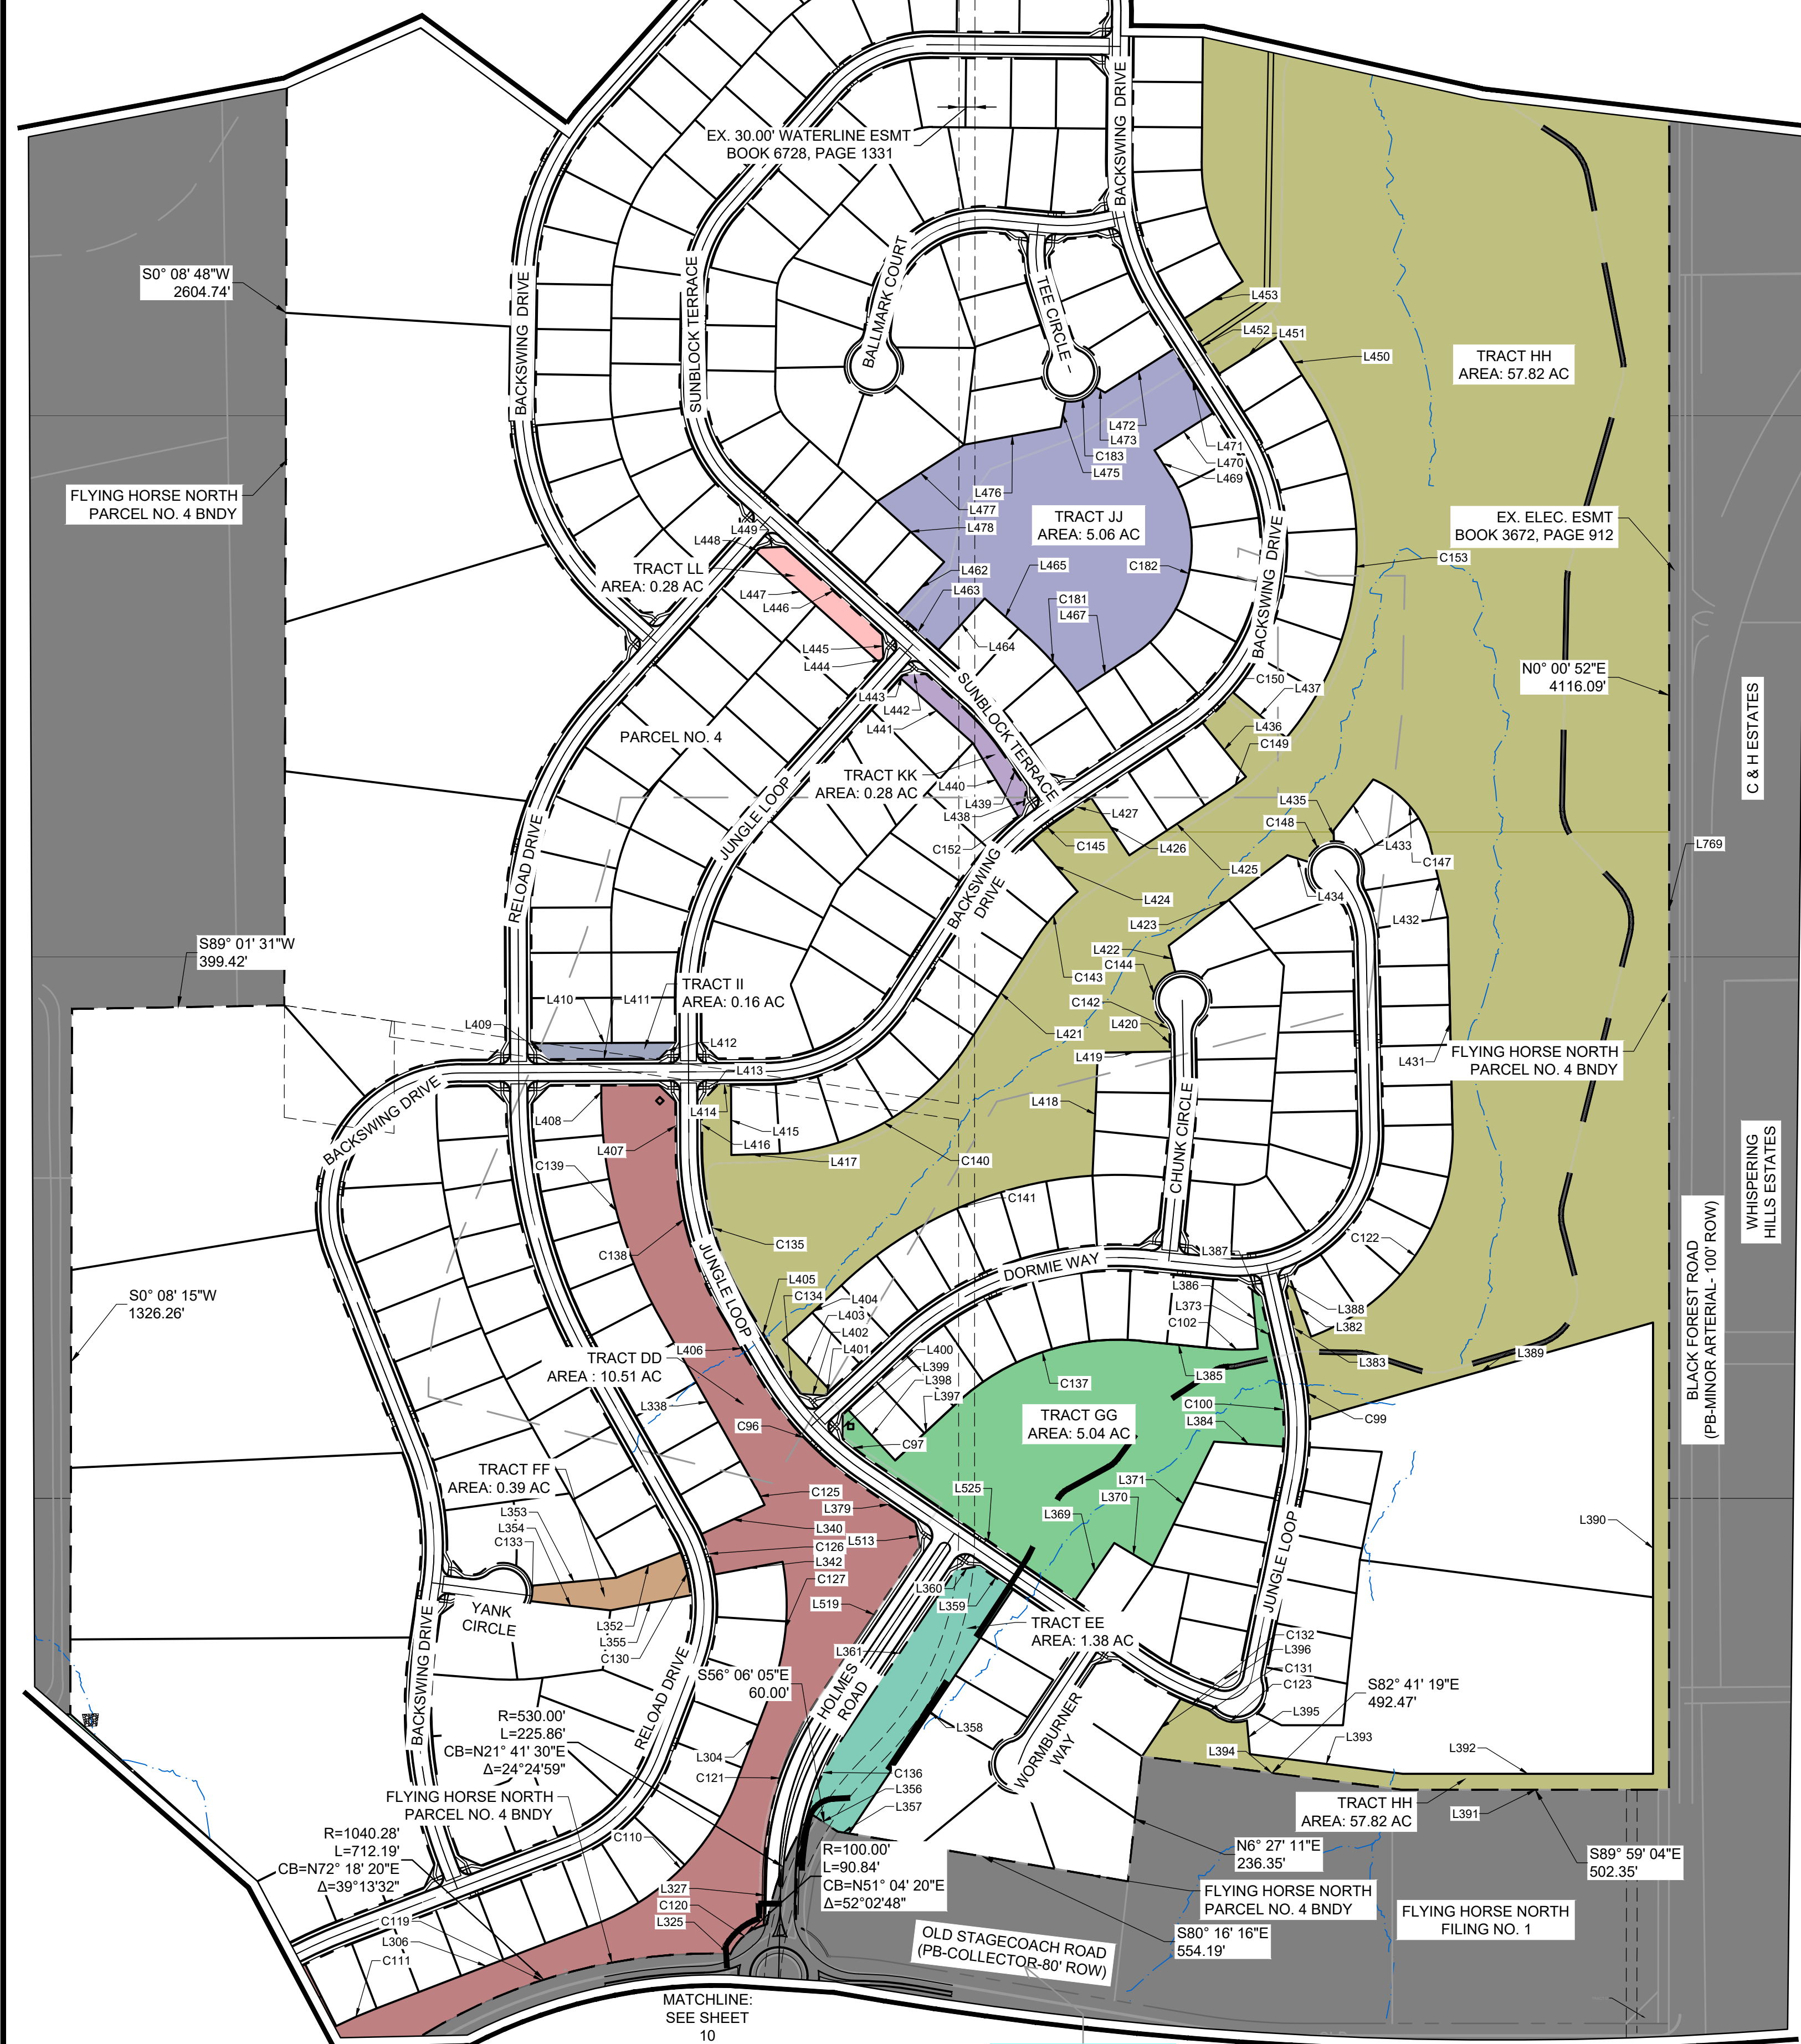 EX. 30.00' WATERLINE ESMT
BOOK 6728, PAGE 1331
BACKSWING DRIVE
BACKSWING DRIVE
SUNBLOCK TERRACE
BALLMARK COURT
TEE CIRCLE
S0° 08' 48"W
2604.74'
L453
L452
L451
L450
TRACT HH
AREA: 57.82 AC
L472
L473
C183
L475
L471
L470
L469
L476
L477
L478
FLYING HORSE NORTH
PARCEL NO. 4 BNDY
TRACT JJ
AREA: 5.06 AC
EX. ELEC. ESMT
BOOK 3672, PAGE 912
L449
L448
TRACT LL
AREA: 0.28 AC
L447
L446
L462
L463
L465
C182
C153
C181
L467
L464
L445
L444
BACKSWING DRIVE
L443
L442
L441
SUNBLOCK TERRACE
C150
L437
N0° 00' 52"E
4116.09'
C & H ESTATES
PARCEL NO. 4
L436
C149
TRACT KK
AREA: 0.28 AC
L440
L439
L438
L427
C152
C145
L426
L425
L435
C148
L433
C147
L769
JUNGLE LOOP
RELOAD DRIVE
BACKSWING
DRIVE
L424
L423
L434
L432
S89° 01' 31"W
399.42'
L422
C144
C143
C142
L420
L421
L419
TRACT II
AREA: 0.16 AC
L410
L411
L409
L412
L413
L431
FLYING HORSE NORTH
PARCEL NO. 4 BNDY
BACKSWING DRIVE
L408
L414
L415
L416
L407
L417
L418
CHUNK CIRCLE
C140
C139
C141
C138
C135
JUNGLE LOOP
L387
C122
DORMIE WAY
WHISPERING
HILLS ESTATES
BLACK FOREST ROAD
(PB-MINOR ARTERIAL- 100' ROW)
S0° 08' 15"W
1326.26'
L405
C134
L404
L403
L402
L401
L386
L373
C102
L388
L382
L383
L389
L406
TRACT DD
AREA : 10.51 AC
L400
L399
L398
L397
C137
L385
L338
C96
C97
TRACT GG
AREA: 5.04 AC
C100
L384
C99
TRACT FF
AREA: 0.39 AC
L353
L354
C133
C125
L379
L340
L513
C126
L342
C127
L525
L371
L370
L369
L390
JUNGLE LOOP
L360
L359
L519
YANK
CIRCLE
L352
L355
C130
TRACT EE
AREA: 1.38 AC
L361
C132
L396
C131
C123
L395
S82° 41' 19"E
492.47'
S56° 06' 05"E
60.00'
HOLMES
ROAD
BACKSWING DRIVE
RELOAD DRIVE
R=530.00'
L=225.86'
CB=N21° 41' 30"E
Δ=24°24'59"
L358
WORMBURNER
WAY
L304
C121
C136
L356
L357
L394
L393
L392
FLYING HORSE NORTH
PARCEL NO. 4 BNDY
TRACT HH
AREA: 57.82 AC
L391
R=1040.28'
L=712.19'
CB=N72° 18' 20"E
Δ=39°13'32"
C110
R=100.00'
L=90.84'
CB=N51° 04' 20"E
Δ=52°02'48"
N6° 27' 11"E
236.35'
S89° 59' 04"E
502.35'
L327
C120
L325
FLYING HORSE NORTH
PARCEL NO. 4 BNDY
FLYING HORSE NORTH
FILING NO. 1
C119
L306
C111
OLD STAGECOACH ROAD
(PB-COLLECTOR-80' ROW)
S80° 16' 16"E
554.19'
MATCHLINE:
SEE SHEET
10